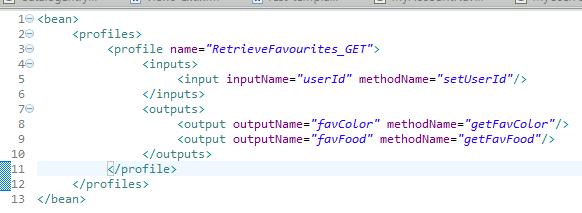 1 <bean>
2 <profiles>
3 <profile name="RetrieveFavourites_GET">
4 <inputs>
5 <input inputName="userId" methodName="setUserId"/>
6 </inputs>
7 <outputs>
8 <output outputName="favColor" methodName="getFavColor"/>
9 <output outputName="favFood" methodName="getFavFood"/>
10 </outputs>
11 </profile>
12 </profiles>
13 </bean>